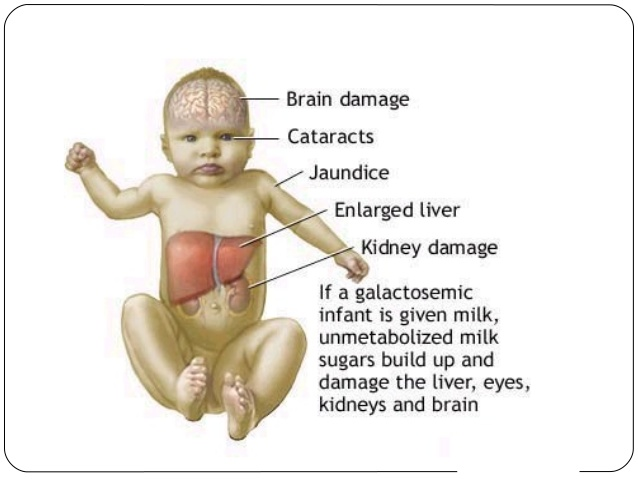 Brain damage
Cataracts
Jaundice
Enlarged liver
Kidney damage
If a galactosemic
infant is given milk,
unmetabolized milk
sugars build up and
damage the liver, eyes,
kidneys and brain